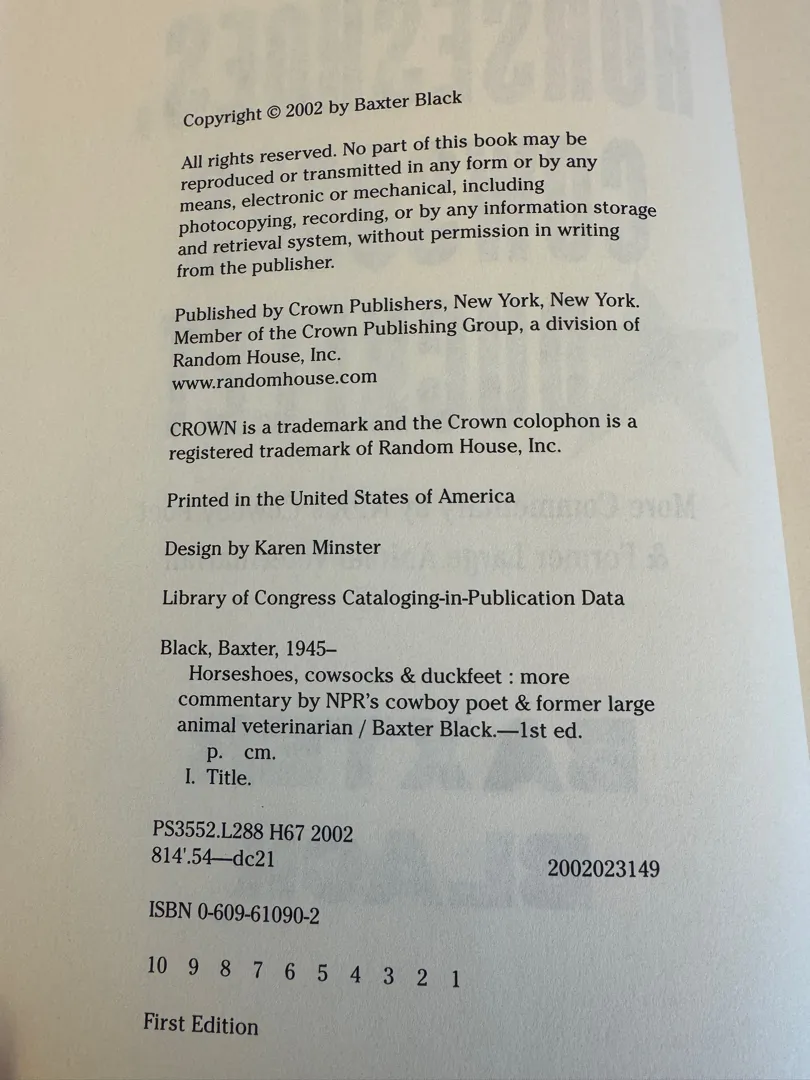 Copyright © 2002 by Baxter Black
All rights reserved. No part of this book may be
reproduced or transmitted in any form or by any
means, electronic or mechanical, including
photocopying, recording, or by any information storage
and retrieval system, without permission in writing
from the publisher.
Published by Crown Publishers, New York, New York.
Member of the Crown Publishing Group, a division of
Random House, Inc.
www.randomhouse.com
CROWN is a trademark and the Crown colophon is a
registered trademark of Random House, Inc.
Printed in the United States of America
Design by Karen Minster
Library of Congress Cataloging-in-Publication Data
Black, Baxter, 1945–
Horseshoes, cowsocks & duckfeet : more
commentary by NPR's cowboy poet & former large
animal veterinarian / Baxter Black.—1st ed.
p. cm.
I. Title.
PS3552.L288 H67 2002
814'.54—dc21
2002023149
ISBN 0-609-61090-2
10 9 8 7 6 5 4 3 2 1
First Edition